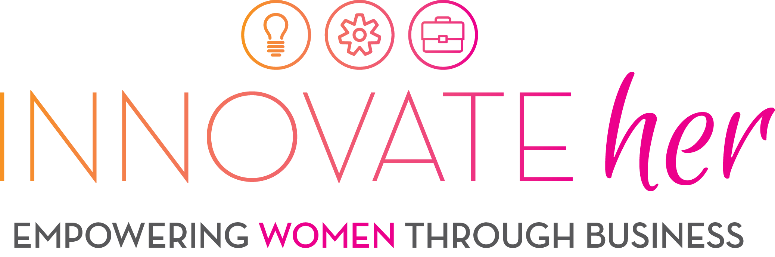 INNOVATE her
EMPOWERING WOMEN THROUGH BUSINESS